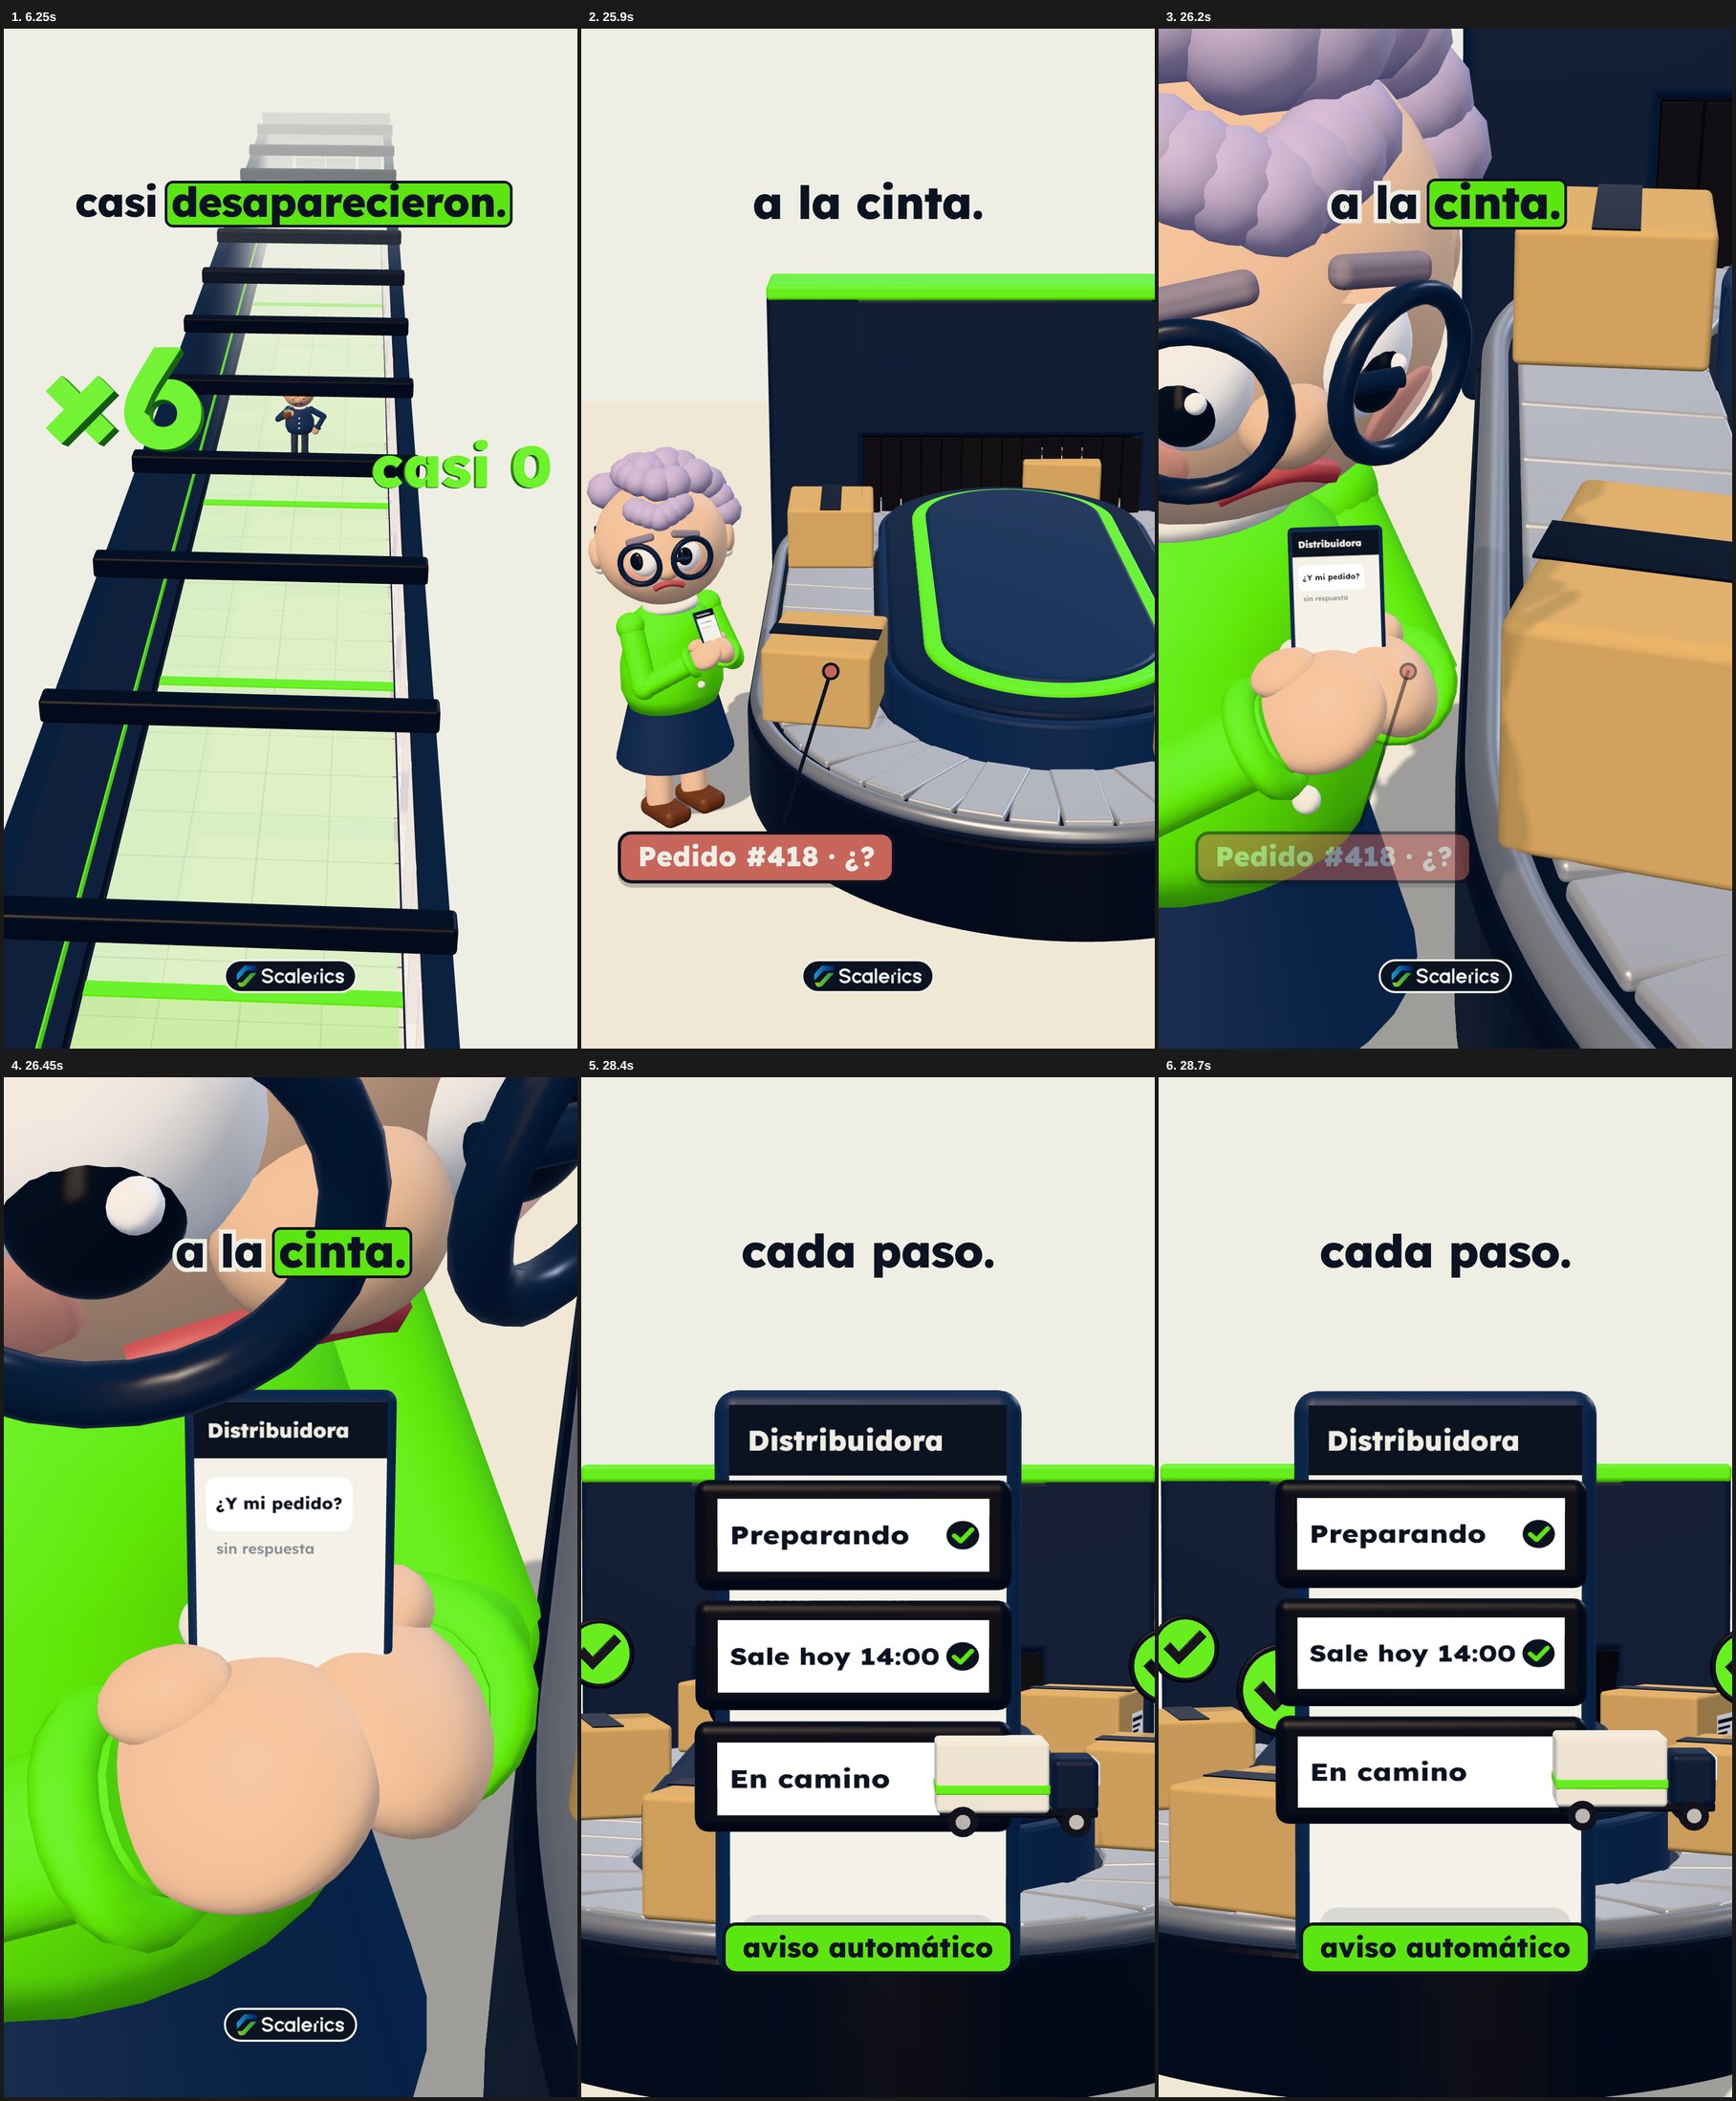 1. 6.25s
casi desaparecieron.
x6
casi 0
Scalerics
2. 25.9s
a la cinta.
Pedido #418 · ¿?
Scalerics
3. 26.2s
a la cinta.
Distribuidora
¿Y mi pedido?
sin respuesta
Pedido #418 · ¿?
Scalerics
4. 26.45s
a la cinta.
Distribuidora
¿Y mi pedido?
sin respuesta
Scalerics
5. 28.4s
cada paso.
Distribuidora
Preparando
Sale hoy 14:00
En camino
aviso automático
6. 28.7s
cada paso.
Distribuidora
Preparando
Sale hoy 14:00
En camino
aviso automático